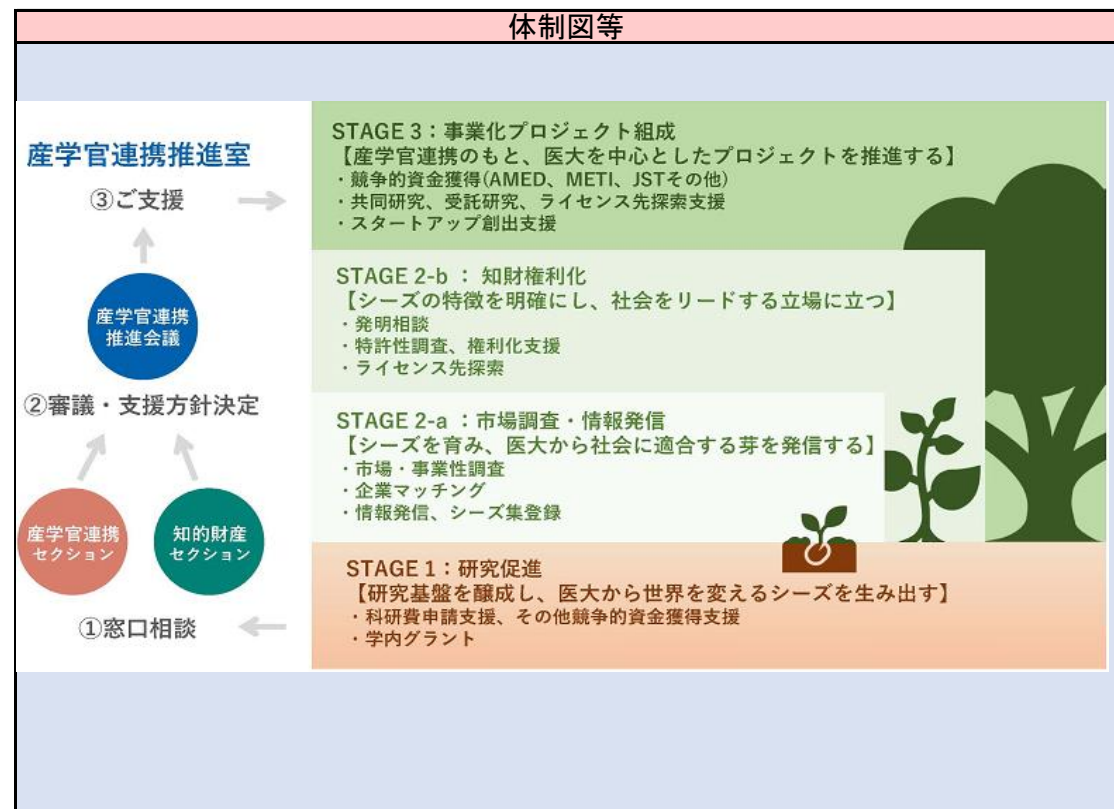 体制図等
産学官連携推進室
③ご支援
産学官連携
推進会議
②審議・支援方針決定
産学官連携
セクション
知的財産
セクション
①窓口相談
STAGE 3：事業化プロジェクト組成
【産学官連携のもと、医大を中心としたプロジェクトを推進する】
・競争的資金獲得(AMED、METI、JSTその他)
・共同研究、受託研究、ライセンス先探索支援
・スタートアップ創出支援
STAGE 2-b ： 知財権利化
【シーズの特徴を明確にし、社会をリードする立場に立つ】
・発明相談
・特許性調査、権利化支援
・ライセンス先探索
STAGE 2-a ：市場調査・情報発信
【シーズを育み、医大から社会に適合する芽を発信する】
・市場・事業性調査
・企業マッチング
・情報発信、シーズ集登録
STAGE 1：研究促進
【研究基盤を醸成し、医大から世界を変えるシーズを生み出す】
・科研費申請支援、その他競争的資金獲得支援
・学内グラント